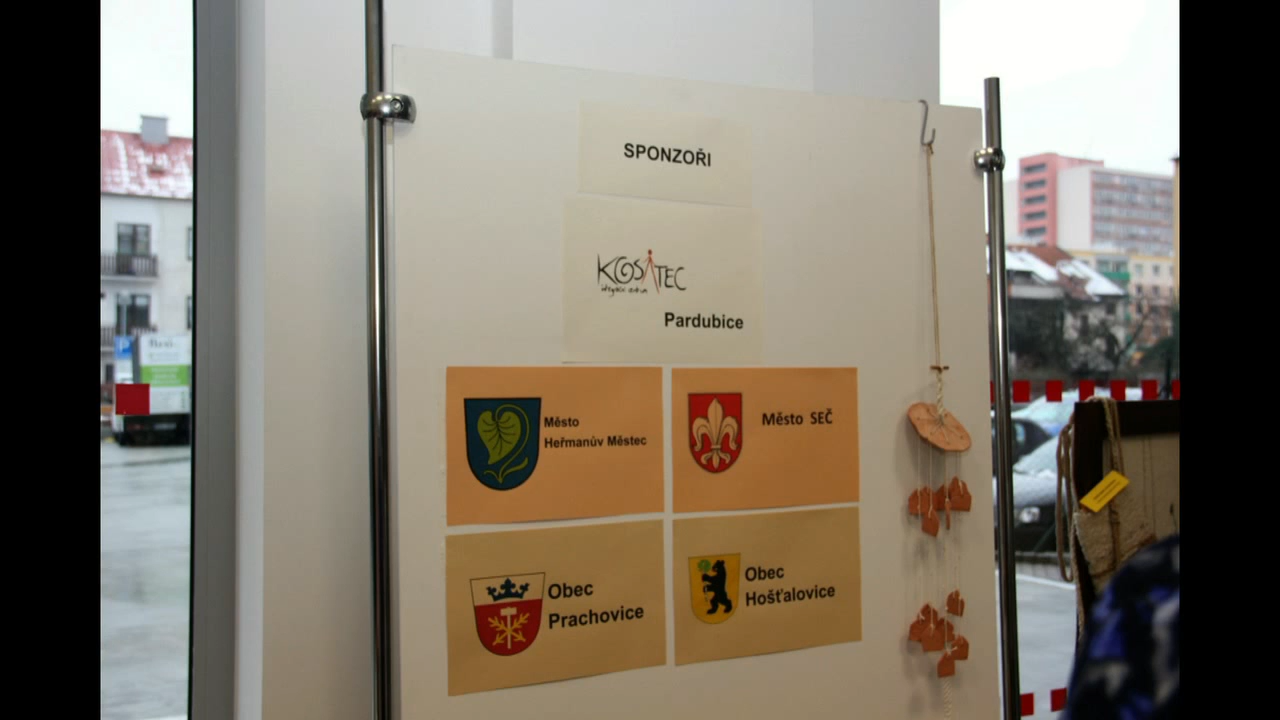 SPONZOŘI
KOSATEC
Pardubice
Město
Heřmanův Městec
Město SEČ
Obec
Prachovice
Obec
Hošťalovice
P